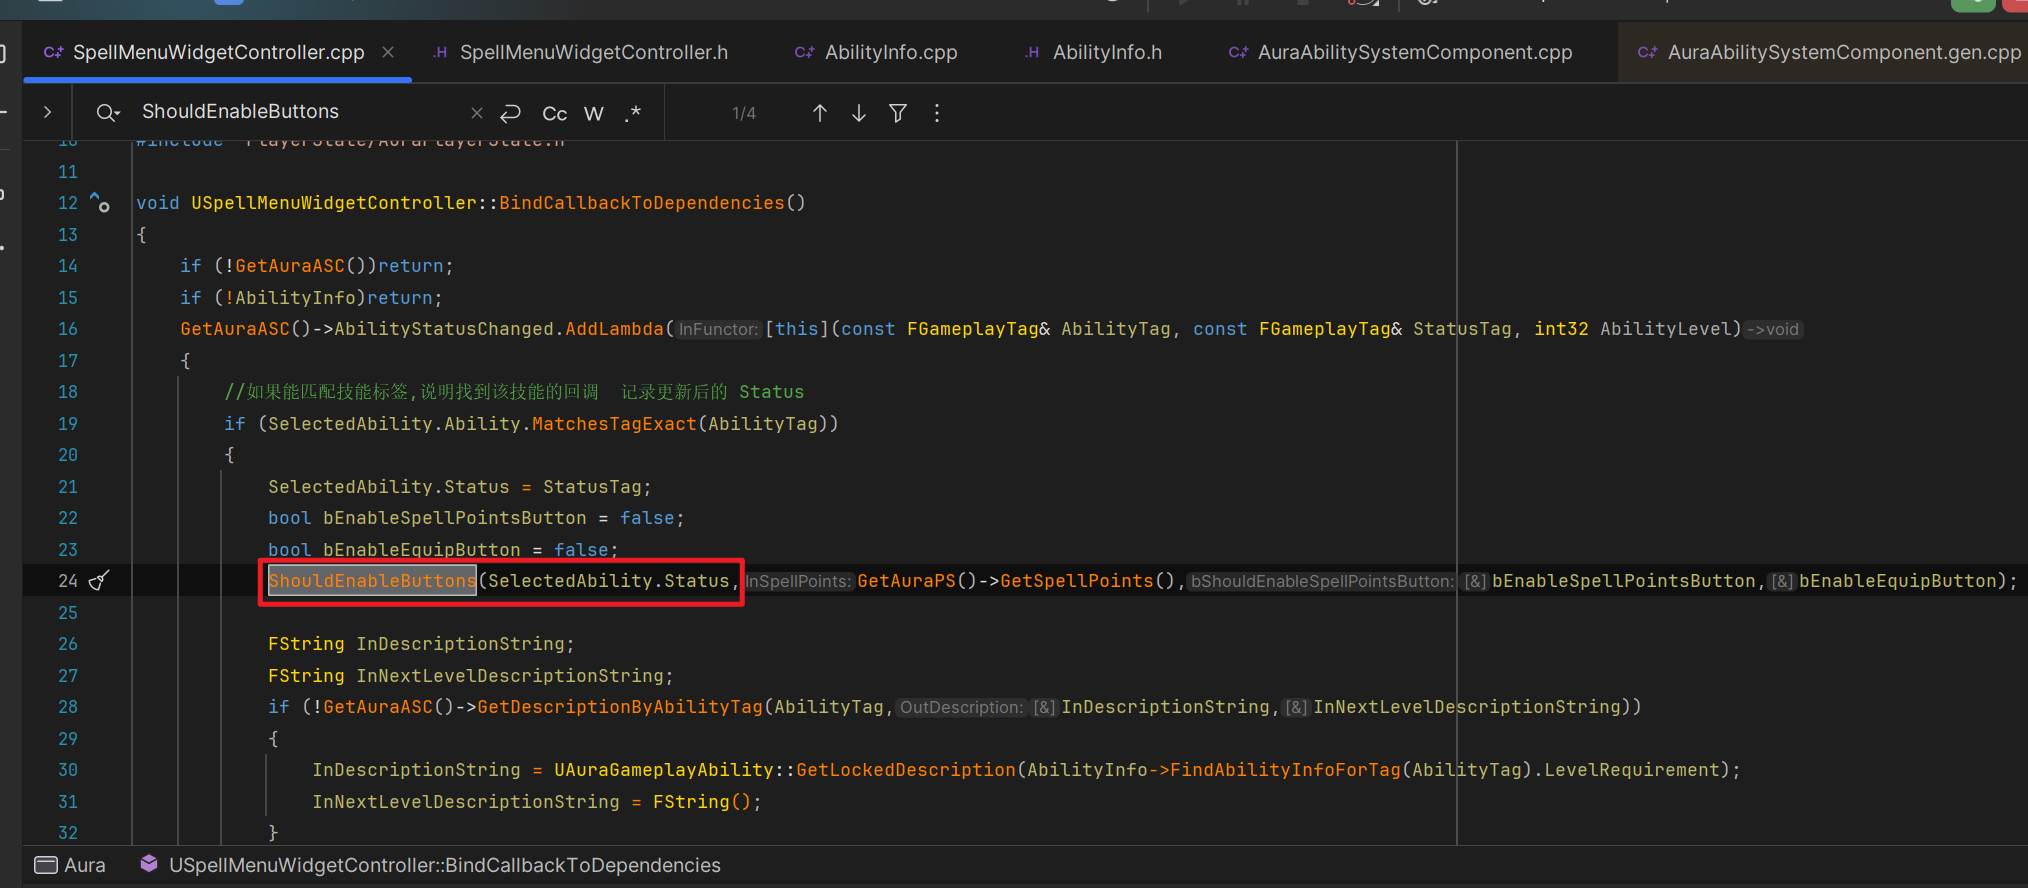 SpellMenuWidgetController.cpp SpellMenuWidgetController.h AbilityInfo.cpp AbilityInfo.h AuraAbilitySystemComponent.cpp AuraAbilitySystemComponent.gen.cpp
ShouldEnableButtons Cc W .* 1/4
10 #include "PlayerState/AuraPlayerState.h"
11
12 void USpellMenuWidgetController::BindCallbackToDependencies()
13 {
14 if (!GetAuraASC())return;
15 if (!AbilityInfo)return;
16 GetAuraASC()->AbilityStatusChanged.AddLambda(InFunctor:[this](const FGameplayTag& AbilityTag, const FGameplayTag& StatusTag, int32 AbilityLevel)->void
17 {
18 //如果能匹配技能标签,说明找到该技能的回调 记录更新后的 Status
19 if (SelectedAbility.Ability.MatchesTagExact(AbilityTag))
20 {
21 SelectedAbility.Status = StatusTag;
22 bool bEnableSpellPointsButton = false;
23 bool bEnableEquipButton = false;
24 ShouldEnableButtons(SelectedAbility.Status,InSpellPoints:GetAuraPS()->GetSpellPoints(),bShouldEnableSpellPointsButton:[&]bEnableSpellPointsButton,[&]bEnableEquipButton);
25
26 FString InDescriptionString;
27 FString InNextLevelDescriptionString;
28 if (!GetAuraASC()->GetDescriptionByAbilityTag(AbilityTag,OutDescription:[&]InDescriptionString,[&]InNextLevelDescriptionString))
29 {
30 InDescriptionString = UAuraGameplayAbility::GetLockedDescription(AbilityInfo->FindAbilityInfoForTag(AbilityTag).LevelRequirement);
31 InNextLevelDescriptionString = FString();
32 }
Aura USpellMenuWidgetController::BindCallbackToDependencies